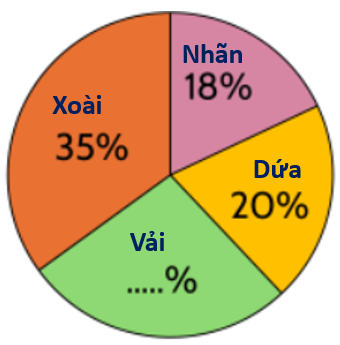 Nhãn
18%
Xoài
35%
Dứa
20%
Vải
.....%